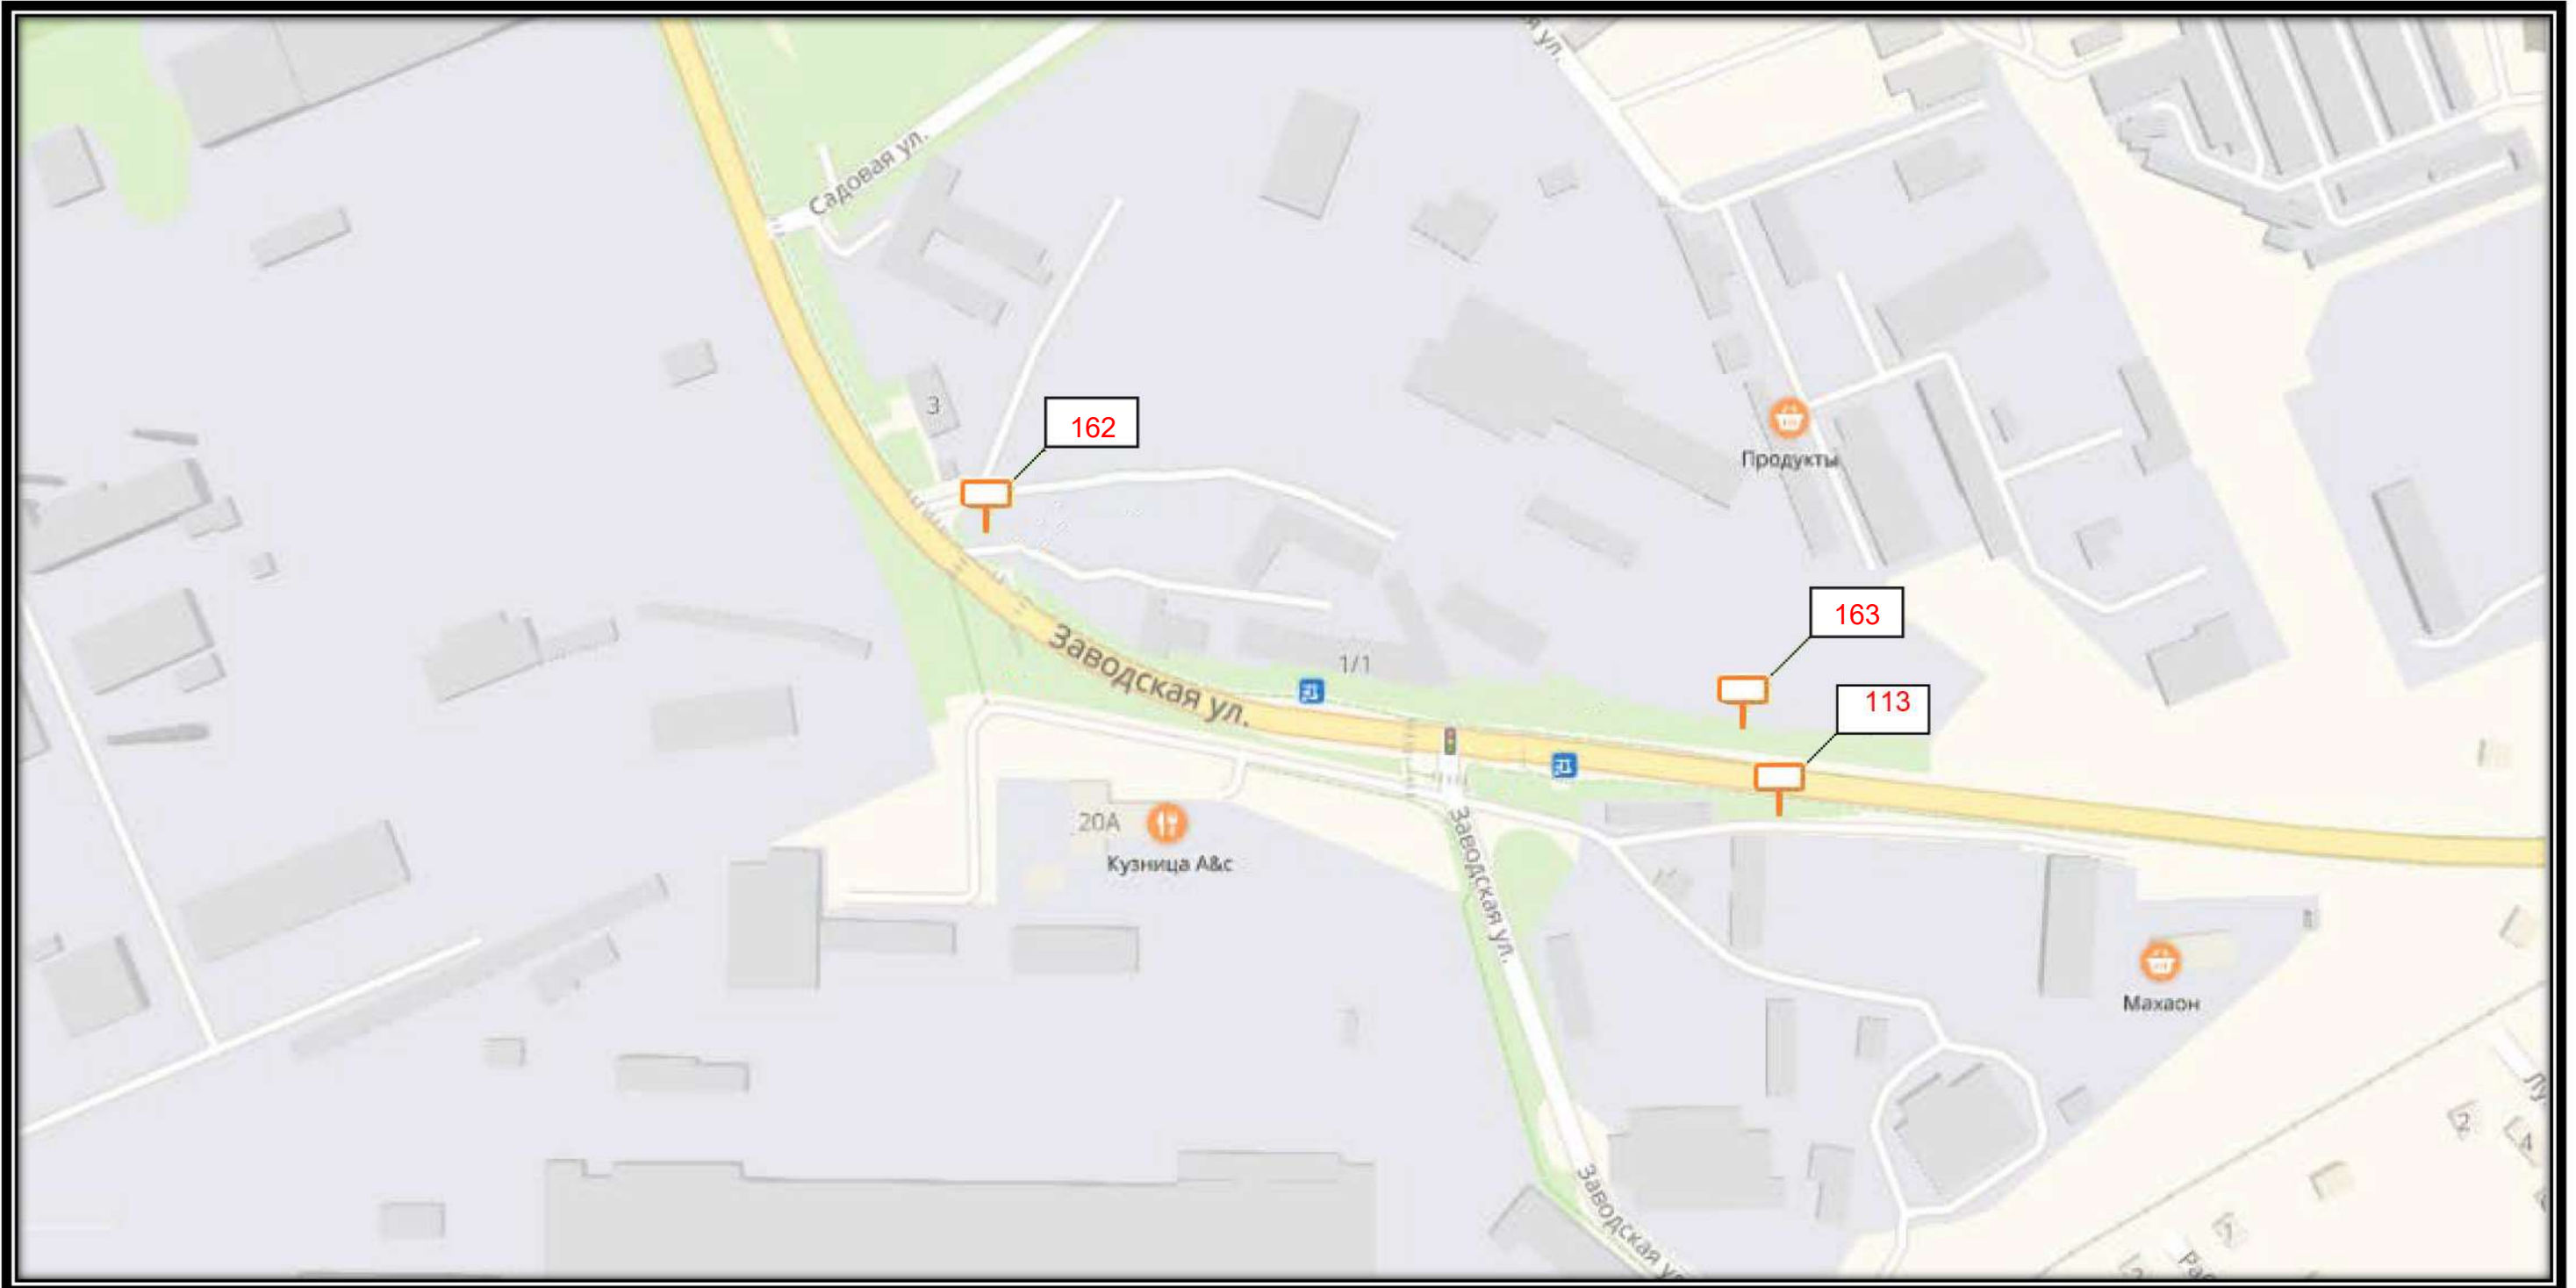 я ул.
Садовая ул.
3
162
Продукты
163
Заводская ул.
1/1
113
20А
Кузница А&с
Заводская ул.
Махаон
2
4
7
Заводская